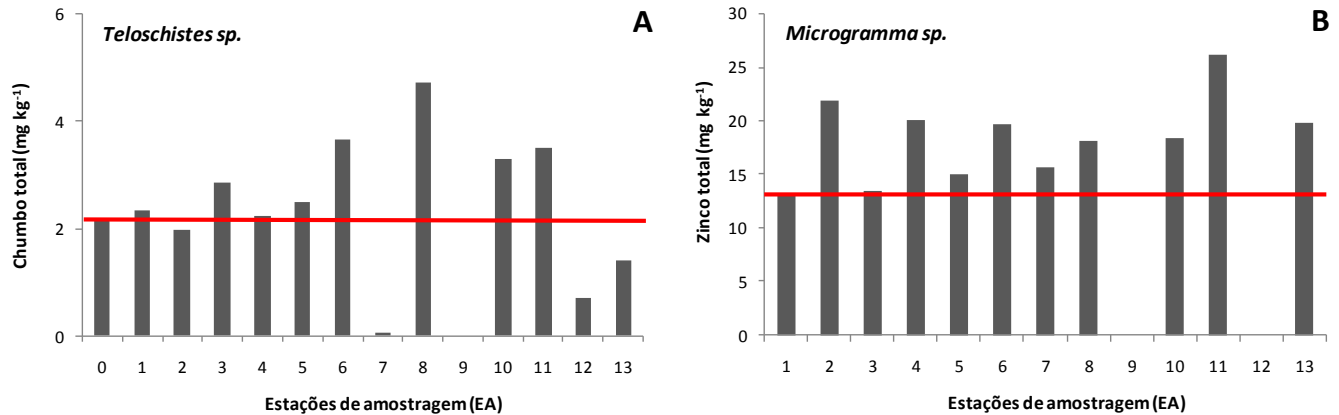 A
Teloschistes sp.
Chumbo total (mg kg-1)
6
4
2
0
0 1 2 3 4 5 6 7 8 9 10 11 12 13
Estações de amostragem (EA)
B
Microgramma sp.
Zinco total (mg kg-1)
30
25
20
15
10
5
0
1 2 3 4 5 6 7 8 9 10 11 12 13
Estações de amostragem (EA)